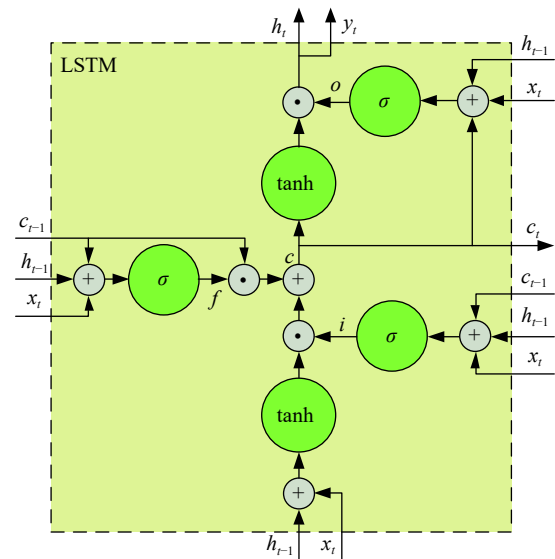 h_t y_t
LSTM
h_{t−1}
o σ +
x_t
tanh
c_{t−1}
c c_t
h_{t−1} + σ +
f
x_t
c_{t−1}
i σ + h_{t−1}
x_t
tanh
+
h_{t−1} x_t